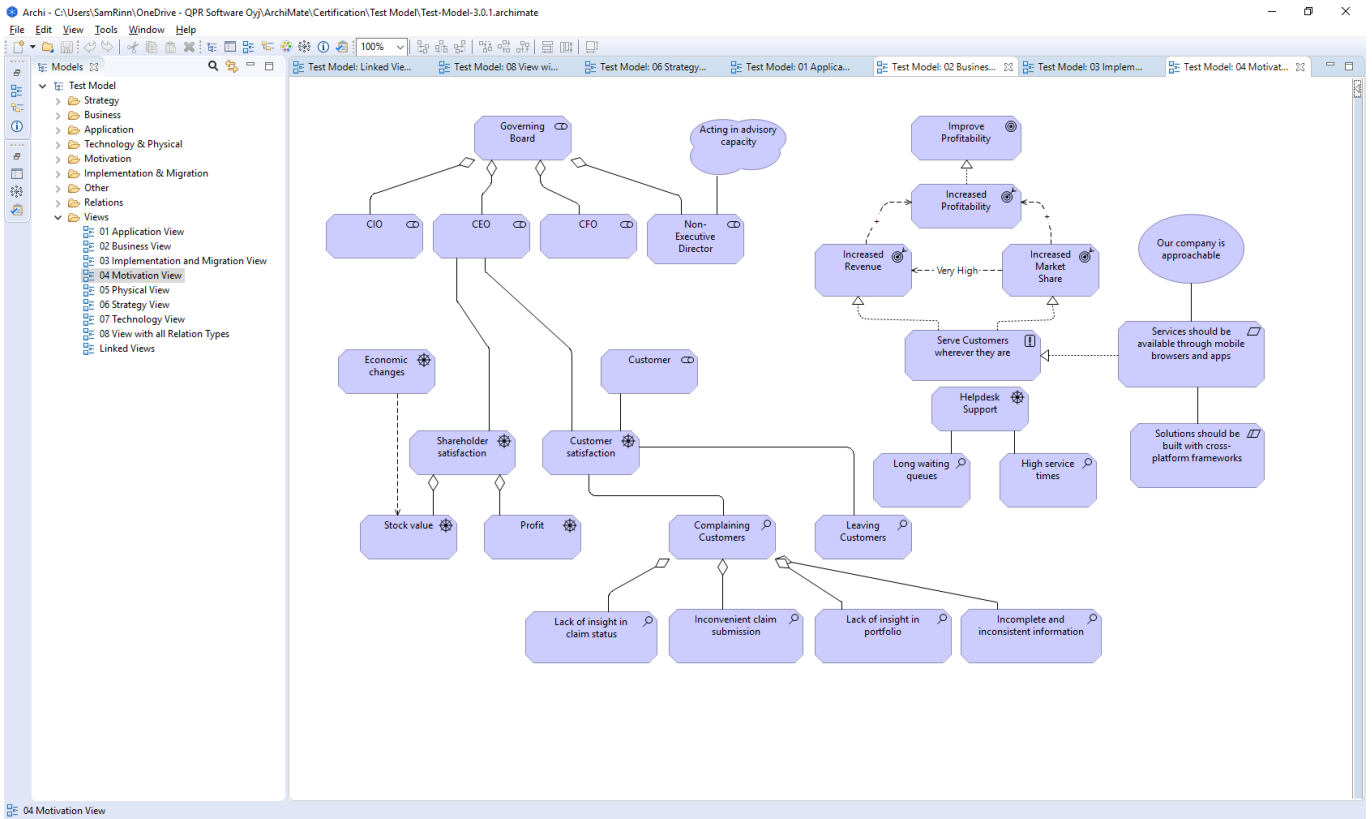 Archi - C:\Users\SamRinn\OneDrive - QPR Software Oyj\ArchiMate\Certification\Test Model\Test-Model-3.0.1.archimate
File Edit View Tools Window Help
100%
Models
Test Model: Linked Vie...
Test Model: 08 View wi...
Test Model: 06 Strategy...
Test Model: 01 Applica...
Test Model: 02 Busines...
Test Model: 03 Implem...
Test Model: 04 Motivat...
Test Model
Strategy
Business
Application
Technology & Physical
Motivation
Implementation & Migration
Other
Relations
Views
01 Application View
02 Business View
03 Implementation and Migration View
04 Motivation View
05 Physical View
06 Strategy View
07 Technology View
08 View with all Relation Types
Linked Views
Governing
Board
Acting in advisory
capacity
Improve
Profitability
Increased
Profitability
CIO
CEO
CFO
Non-
Executive
Director
+
+
Increased
Revenue
Very High
Increased
Market
Share
Our company is
approachable
Serve Customers
wherever they are
Services should be
available through mobile
browsers and apps
Economic
changes
Customer
Helpdesk
Support
Shareholder
satisfaction
Customer
satisfaction
Long waiting
queues
High service
times
Solutions should be
built with cross-
platform frameworks
Stock value
Profit
Complaining
Customers
Leaving
Customers
Lack of insight in
claim status
Inconvenient claim
submission
Lack of insight in
portfolio
Incomplete and
inconsistent information
04 Motivation View